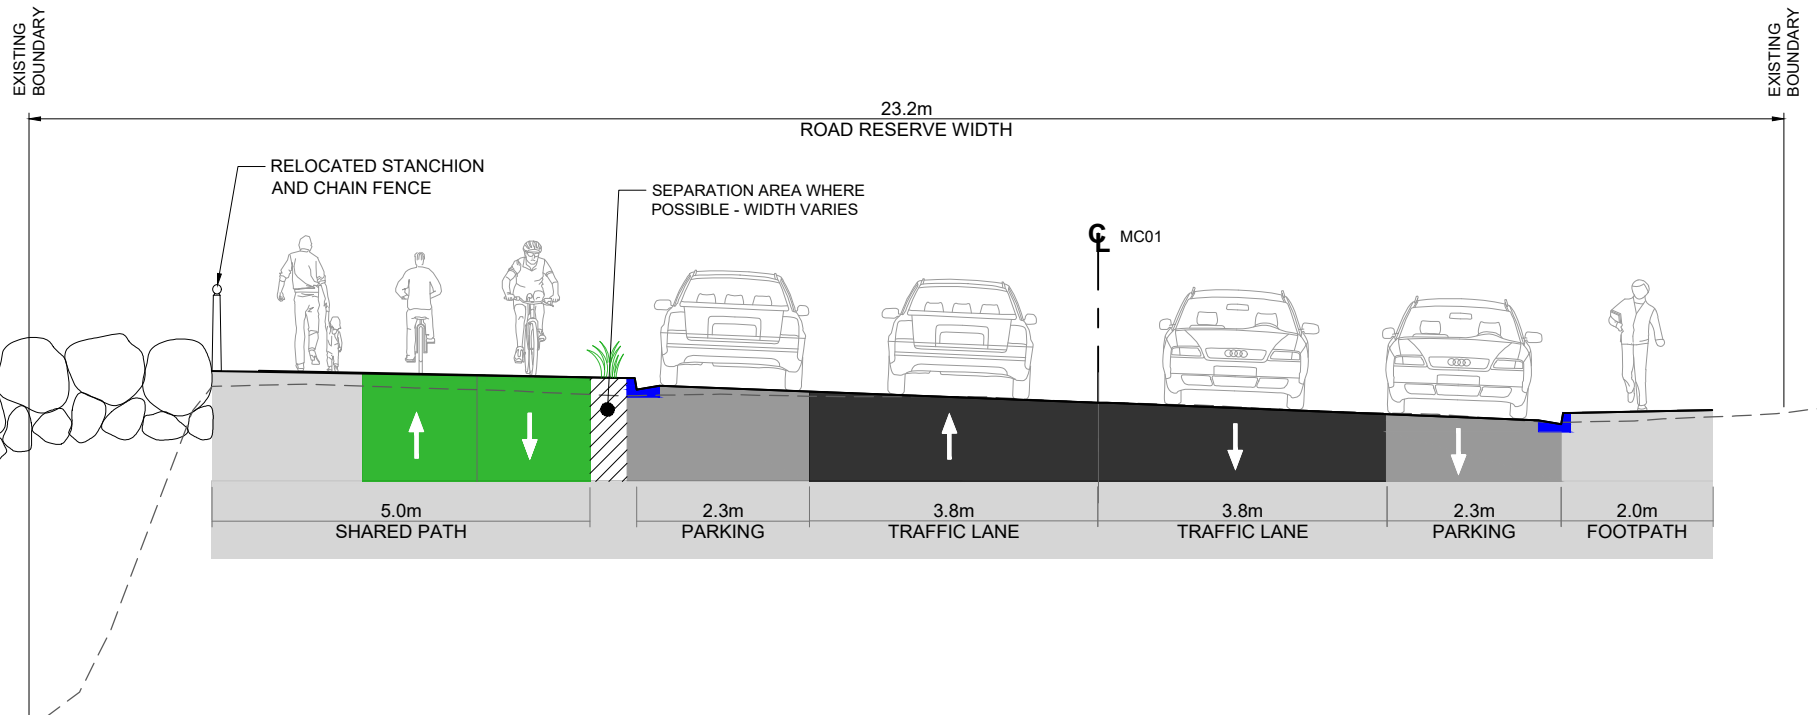 EXISTING
BOUNDARY
EXISTING
BOUNDARY
23.2m
ROAD RESERVE WIDTH
RELOCATED STANCHION
AND CHAIN FENCE
SEPARATION AREA WHERE
POSSIBLE - WIDTH VARIES
CL MC01
5.0m
SHARED PATH
2.3m
PARKING
3.8m
TRAFFIC LANE
3.8m
TRAFFIC LANE
2.3m
PARKING
2.0m
FOOTPATH